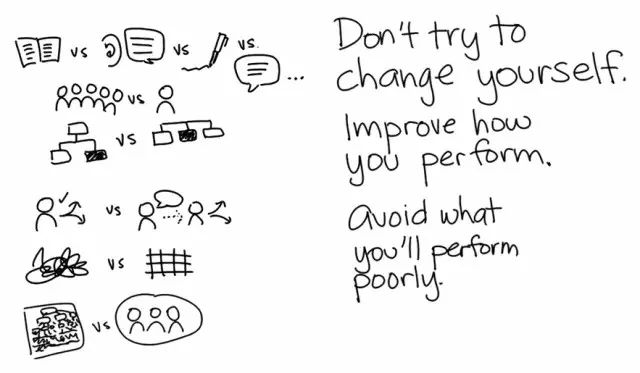 vs vs vs. ...
vs
vs
vs
vs
vs
Don't try to
change yourself.
Improve how
you perform.
avoid what
you'll perform
poorly.